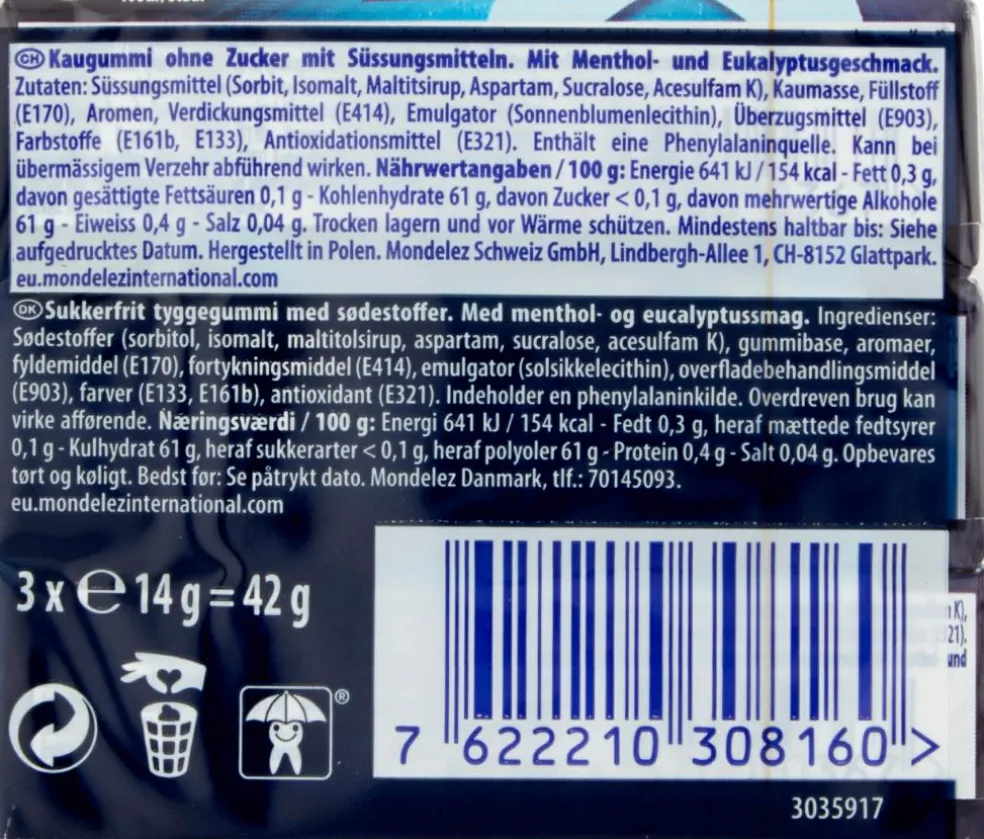 CH Kaugummi ohne Zucker mit Süssungsmitteln. Mit Menthol- und Eukalyptusgeschmack.
Zutaten: Süssungsmittel (Sorbit, Isomalt, Maltitsirup, Aspartam, Sucralose, Acesulfam K), Kaumasse, Füllstoff
(E170), Aromen, Verdickungsmittel (E414), Emulgator (Sonnenblumenlecithin), Überzugsmittel (E903),
Farbstoffe (E161b, E133), Antioxidationsmittel (E321). Enthält eine Phenylalaninquelle. Kann bei
übermässigem Verzehr abführend wirken. Nährwertangaben / 100 g: Energie 641 kJ / 154 kcal - Fett 0,3 g,
davon gesättigte Fettsäuren 0,1 g - Kohlenhydrate 61 g, davon Zucker < 0,1 g, davon mehrwertige Alkohole
61 g - Eiweiss 0,4 g - Salz 0,04 g. Trocken lagern und vor Wärme schützen. Mindestens haltbar bis: Siehe
aufgedrucktes Datum. Hergestellt in Polen. Mondelez Schweiz GmbH, Lindbergh-Allee 1, CH-8152 Glattpark.
eu.mondelezinternational.com
DK Sukkerfrit tyggegummi med sødestoffer. Med menthol- og eucalyptussmag. Ingredienser:
Sødestoffer (sorbitol, isomalt, maltitolsirup, aspartam, sucralose, acesulfam K), gummibase, aromaer,
fyldemiddel (E170), fortykningsmiddel (E414), emulgator (solsikkelecithin), overfladebehandlingsmiddel
(E903), farver (E133, E161b), antioxidant (E321). Indeholder en phenylalaninkilde. Overdreven brug kan
virke afførende. Næringsværdi / 100 g: Energi 641 kJ / 154 kcal - Fedt 0,3 g, heraf mættede fedtsyrer
0,1 g - Kulhydrat 61 g, heraf sukkerarter < 0,1 g, heraf polyoler 61 g - Protein 0,4 g - Salt 0,04 g. Opbevares
tørt og køligt. Bedst før: Se påtrykt dato. Mondelez Danmark, tlf.: 70145093.
eu.mondelezinternational.com
3 x e 14 g = 42 g
®
7 622210 308160 >
K),
21).
und
3035917